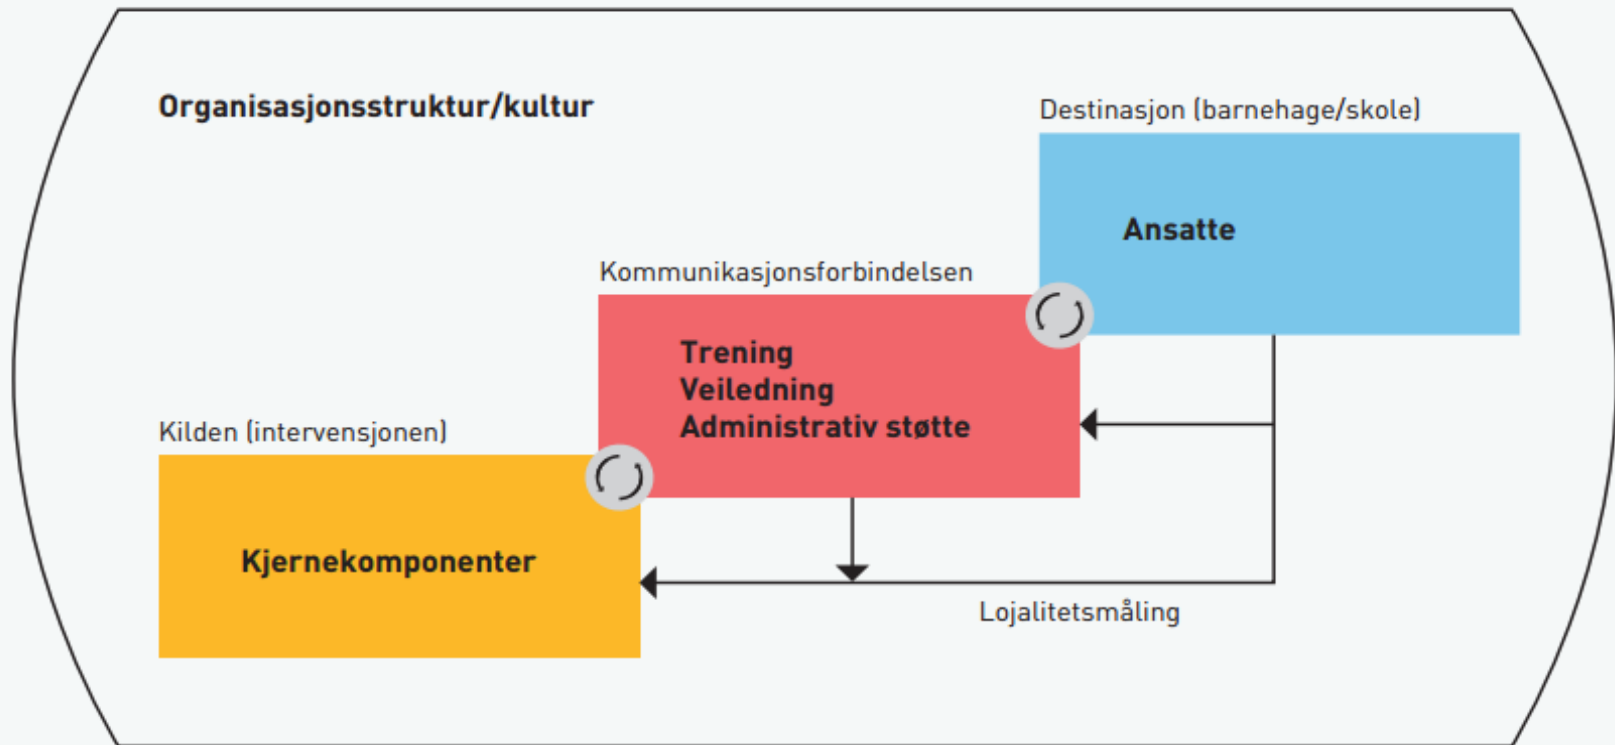 Organisasjonsstruktur/kultur
Destinasjon (barnehage/skole)
Ansatte
Kommunikasjonsforbindelsen
Trening
Veiledning
Administrativ støtte
Kilden (intervensjonen)
Kjernekomponenter
Lojalitetsmåling